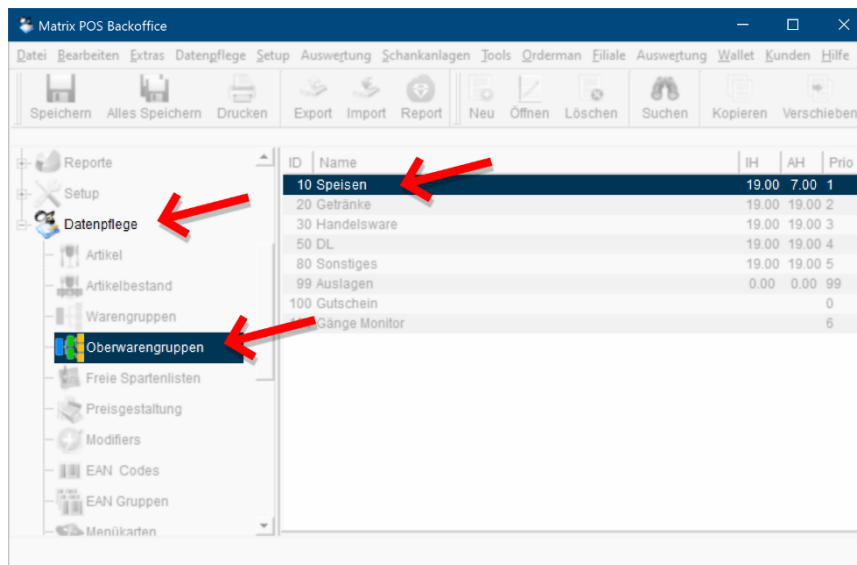 Matrix POS Backoffice
Datei Bearbeiten Extras Datenpflege Setup Auswertung Schankanlagen Tools Orderman Filiale Auswertung Wallet Kunden Hilfe
Speichern Alles Speichern Drucken Export Import Report Neu Öffnen Löschen Suchen Kopieren Verschieben
Reporte
Setup
Datenpflege
Artikel
Artikelbestand
Warengruppen
Oberwarengruppen
Freie Spartenlisten
Preisgestaltung
Modifiers
EAN Codes
EAN Gruppen
Menükarten
ID Name IH AH Prio
10 Speisen 19.00 7.00 1
20 Getränke 19.00 19.00 2
30 Handelsware 19.00 19.00 3
50 DL 19.00 19.00 4
80 Sonstiges 19.00 19.00 5
99 Auslagen 0.00 0.00 99
100 Gutschein 0
Gänge Monitor 6